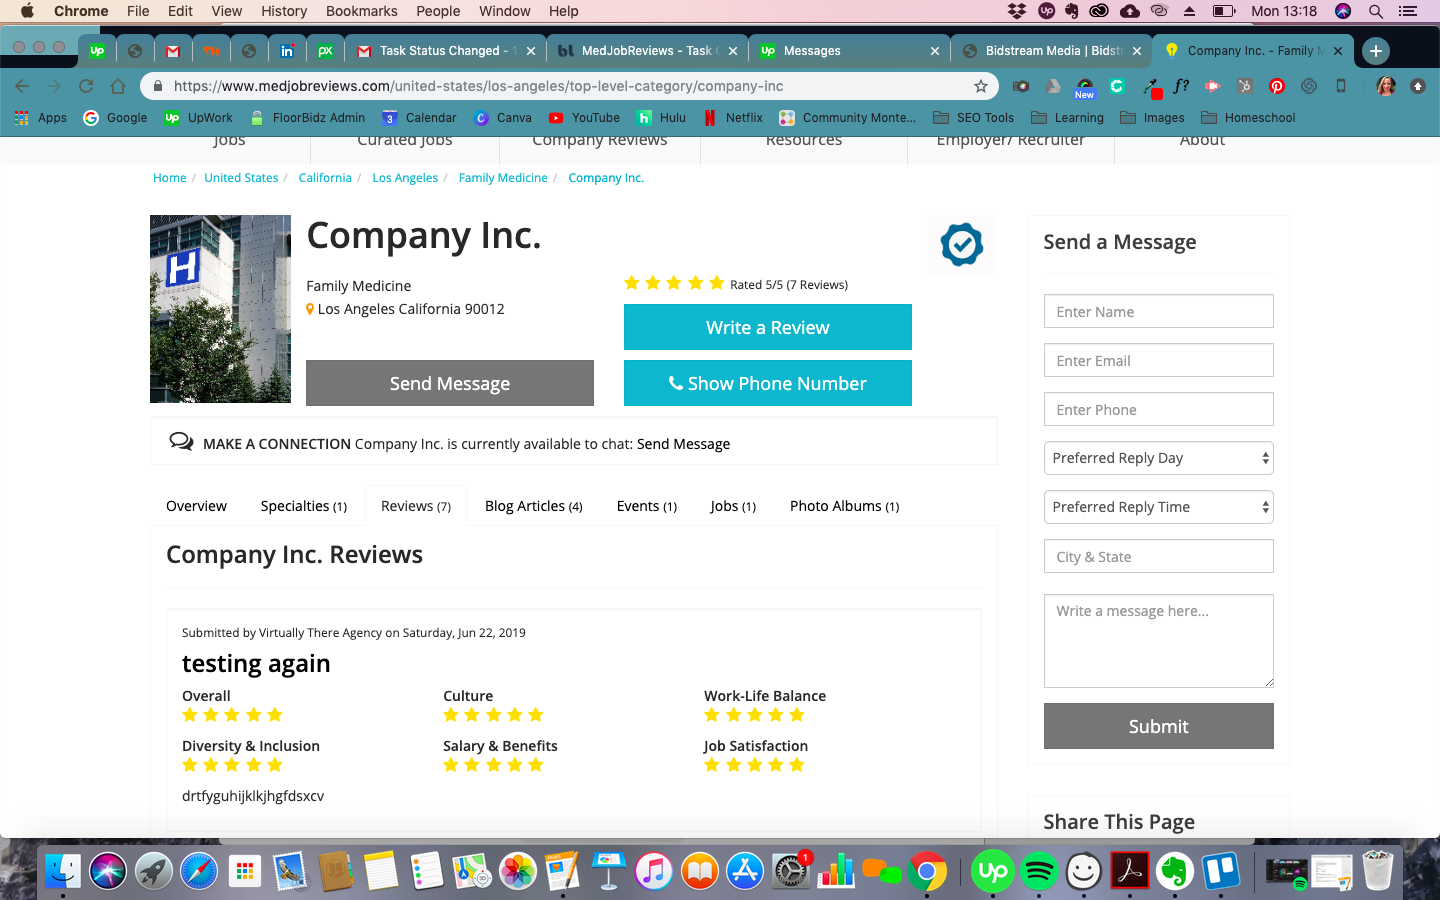 Chrome File Edit View History Bookmarks People Window Help Mon 13:18
Task Status Changed - MedJobReviews - Task Messages Bidstream Media | Bidst Company Inc. - Family M
https://www.medjobreviews.com/united-states/los-angeles/top-level-category/company-inc
New
Apps Google UpWork FloorBidz Admin Calendar Canva YouTube Hulu Netflix Community Monte... SEO Tools Learning Images Homeschool
Jobs Curated Jobs Company Reviews Resources Employer/ Recruiter About
Home / United States / California / Los Angeles / Family Medicine / Company Inc.
Company Inc.
Family Medicine
Los Angeles California 90012
Rated 5/5 (7 Reviews)
Write a Review
Send Message
Show Phone Number
MAKE A CONNECTION Company Inc. is currently available to chat: Send Message
Overview Specialties (1) Reviews (7) Blog Articles (4) Events (1) Jobs (1) Photo Albums (1)
Company Inc. Reviews
Submitted by Virtually There Agency on Saturday, Jun 22, 2019
testing again
Overall Culture Work-Life Balance
Diversity & Inclusion Salary & Benefits Job Satisfaction
drtfyguhijklkjhgfdsxcv
Send a Message
Enter Name
Enter Email
Enter Phone
Preferred Reply Day
Preferred Reply Time
City & State
Write a message here...
Submit
Share This Page